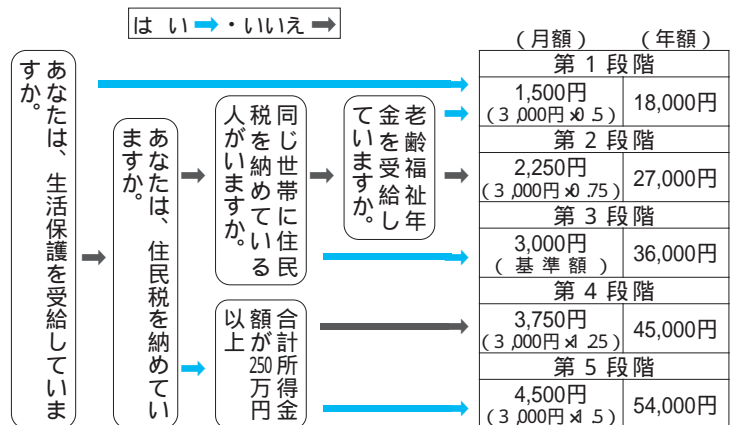 は い ➡ ・ いいえ ➡
あなたは、生活保護を受給していま
すか。
あなたは、住民税を納めてい
ますか。
同じ世帯に住民
税を納めている
人がいますか。
老齢福祉年
金を受給し
ていますか。
合計所得金
額が250万円
以上
（月額） （年額）
第1段階
1,500円
（3,000円×0.5） 18,000円
第2段階
2,250円
（3,000円×0.75） 27,000円
第3段階
3,000円
（基準額） 36,000円
第4段階
3,750円
（3,000円×1.25） 45,000円
第5段階
4,500円
（3,000円×1.5） 54,000円